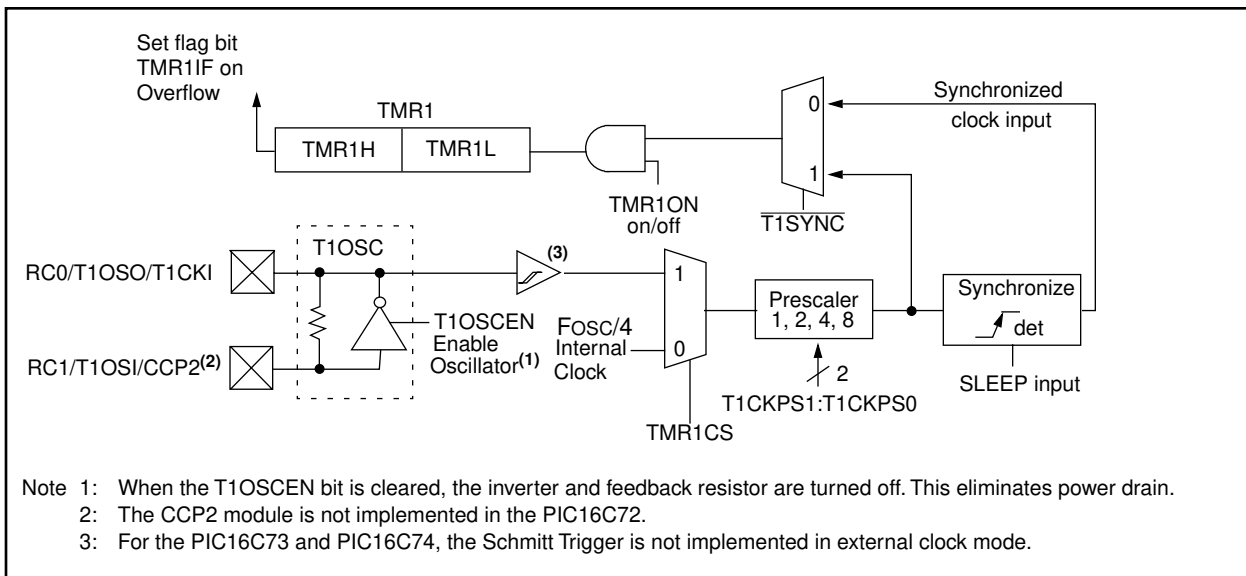 Set flag bit
TMR1IF on
Overflow
TMR1
TMR1H
TMR1L
TMR1ON
on/off
0
1
T1SYNC
Synchronized
clock input
RC0/T1OSO/T1CKI
RC1/T1OSI/CCP2(2)
T1OSC
T1OSCEN
Enable
Oscillator(1)
(3)
FOSC/4
Internal
Clock
1
0
TMR1CS
Prescaler
1, 2, 4, 8
2
T1CKPS1:T1CKPS0
Synchronize
det
SLEEP input
Note 1: When the T1OSCEN bit is cleared, the inverter and feedback resistor are turned off. This eliminates power drain.
2: The CCP2 module is not implemented in the PIC16C72.
3: For the PIC16C73 and PIC16C74, the Schmitt Trigger is not implemented in external clock mode.